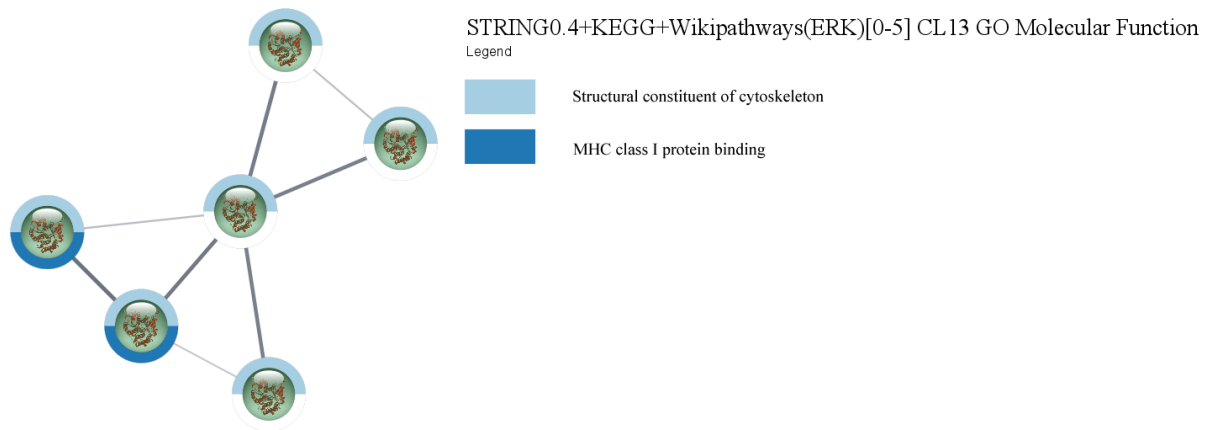 STRING0.4+KEGG+Wikipathways(ERK)[0-5] CL13 GO Molecular Function
Legend
Structural constituent of cytoskeleton
MHC class I protein binding